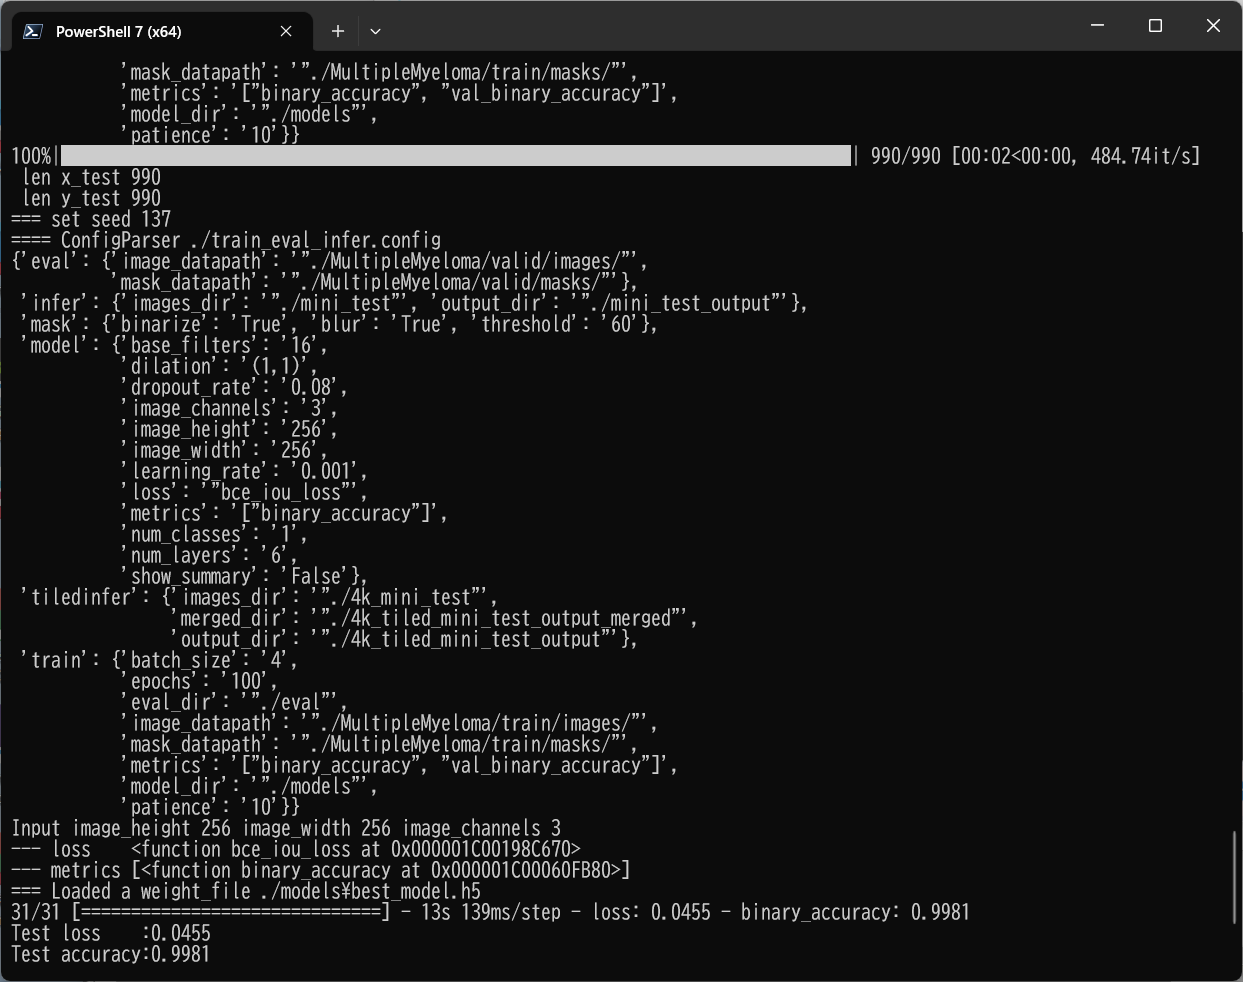 PowerShell 7 (x64)
'mask_datapath': '"./MultipleMyeloma/train/masks/"',
'metrics': '["binary_accuracy", "val_binary_accuracy"]',
'model_dir': '"./models"',
'patience': '10'}}
100%| | 990/990 [00:02<00:00, 484.74it/s]
len x_test 990
len y_test 990
=== set seed 137
==== ConfigParser ./train_eval_infer.config
{'eval': {'image_datapath': '"./MultipleMyeloma/valid/images/"',
'mask_datapath': '"./MultipleMyeloma/valid/masks/"'},
'infer': {'images_dir': '"./mini_test"', 'output_dir': '"./mini_test_output"'},
'mask': {'binarize': 'True', 'blur': 'True', 'threshold': '60'},
'model': {'base_filters': '16',
'dilation': '(1,1)',
'dropout_rate': '0.08',
'image_channels': '3',
'image_height': '256',
'image_width': '256',
'learning_rate': '0.001',
'loss': '"bce_iou_loss"',
'metrics': '["binary_accuracy"]',
'num_classes': '1',
'num_layers': '6',
'show_summary': 'False'},
'tiledinfer': {'images_dir': '"./4k_mini_test"',
'merged_dir': '"./4k_tiled_mini_test_output_merged"',
'output_dir': '"./4k_tiled_mini_test_output"'},
'train': {'batch_size': '4',
'epochs': '100',
'eval_dir': '"./eval"',
'image_datapath': '"./MultipleMyeloma/train/images/"',
'mask_datapath': '"./MultipleMyeloma/train/masks/"',
'metrics': '["binary_accuracy", "val_binary_accuracy"]',
'model_dir': '"./models"',
'patience': '10'}}
Input image_height 256 image_width 256 image_channels 3
--- loss    <function bce_iou_loss at 0x000001C00198C670>
--- metrics [<function binary_accuracy at 0x000001C00060FB80>]
=== Loaded a weight_file ./models¥best_model.h5
31/31 [==============================] - 13s 139ms/step - loss: 0.0455 - binary_accuracy: 0.9981
Test loss    :0.0455
Test accuracy:0.9981